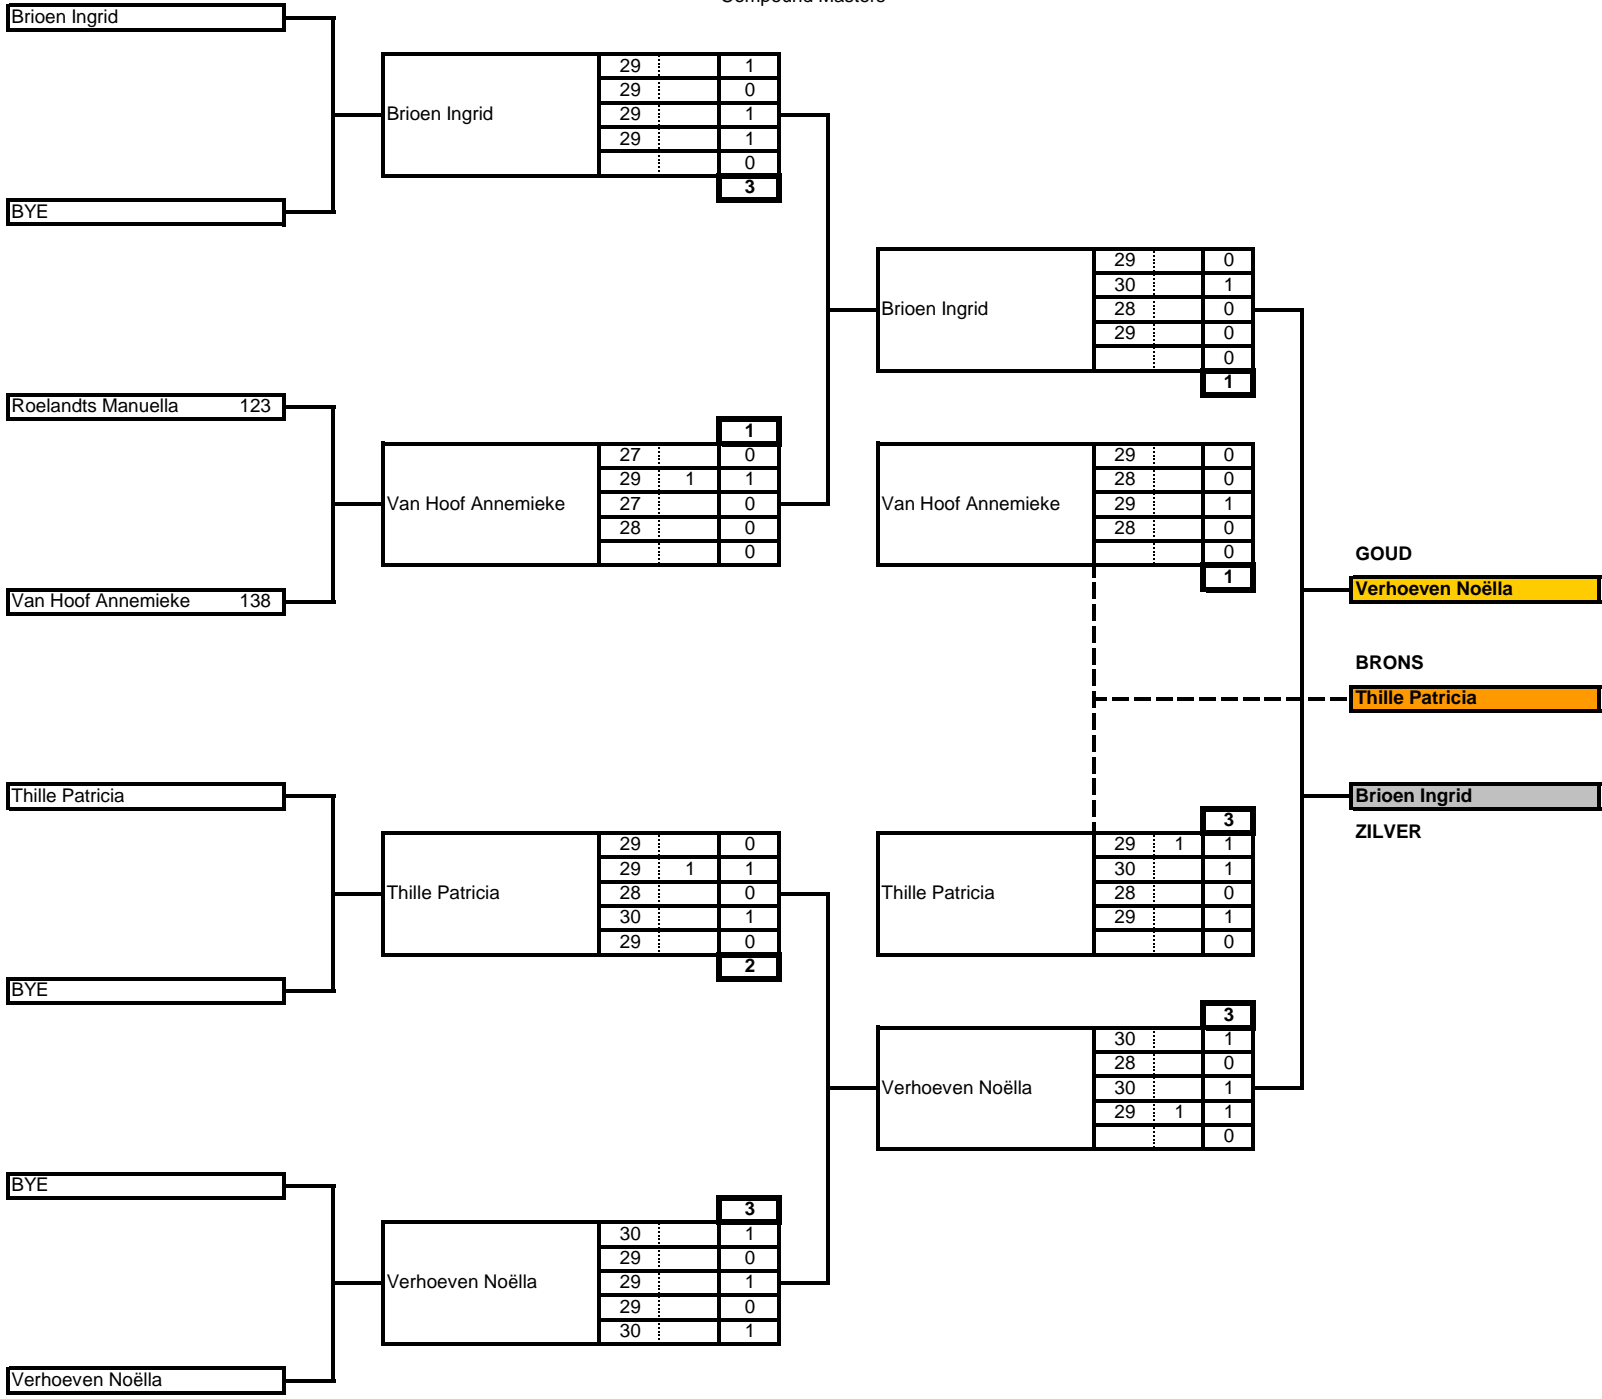 Compound Masters
Brioen Ingrid
BYE
Roelandts Manuella 123
Van Hoof Annemieke 138
Thille Patricia
BYE
BYE
Verhoeven Noëlla
Brioen Ingrid
29 1
29 0
29 1
29 1
0
3
1
Van Hoof Annemieke
27 0
29 1 1
27 0
28 0
0
Thille Patricia
29 0
29 1 1
28 0
30 1
29 0
2
3
Verhoeven Noëlla
30 1
29 0
29 1
29 0
30 1
Brioen Ingrid
29 0
30 1
28 0
29 0
0
1
Van Hoof Annemieke
29 0
28 0
29 1
28 0
0
1
3
Thille Patricia
29 1 1
30 1
28 0
29 1
0
3
Verhoeven Noëlla
30 1
28 0
30 1
29 1 1
0
GOUD
Verhoeven Noëlla
BRONS
Thille Patricia
Brioen Ingrid
ZILVER